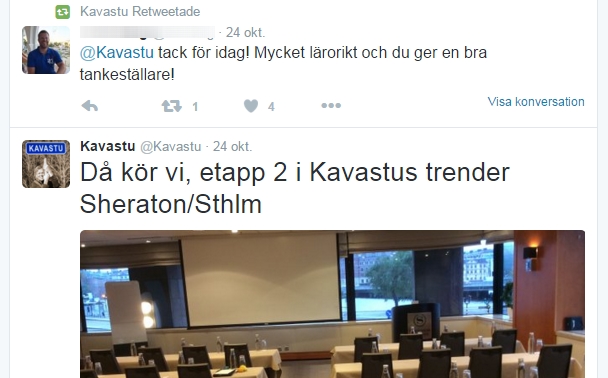 Kavastu Retweetade
· 24 okt.
@Kavastu tack för idag! Mycket lärorikt och du ger en bra
tankeställare!
1
4
Visa konversation
KAVASTU
Kavastu @Kavastu · 24 okt.
Då kör vi, etapp 2 i Kavastus trender
Sheraton/Sthlm